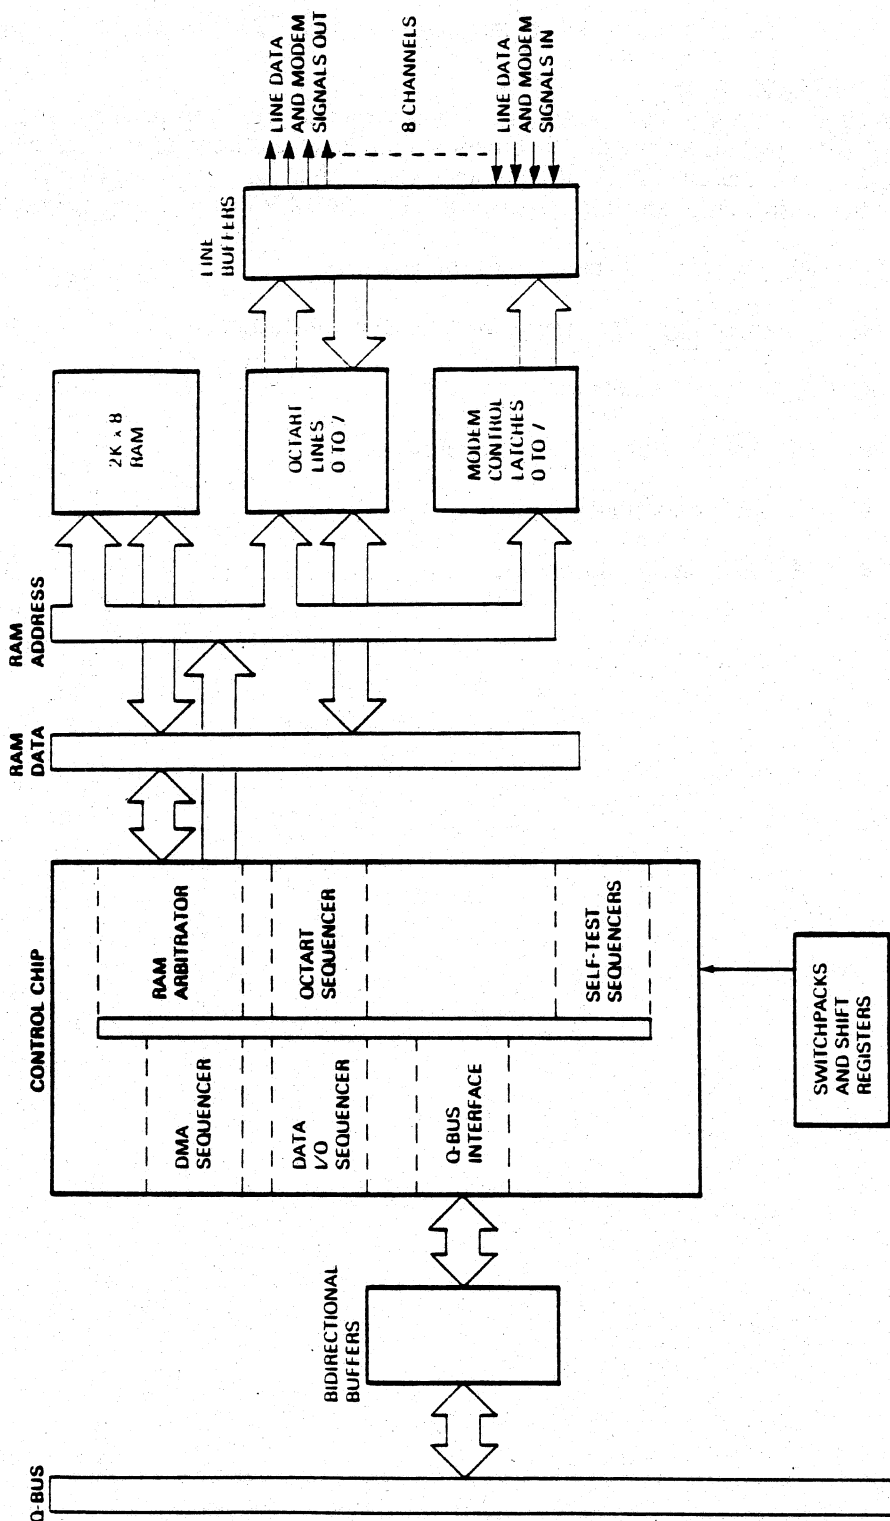 Q-BUS
BIDIRECTIONAL
BUFFERS
CONTROL CHIP
DMA
SEQUENCER
DATA
I/O
SEQUENCER
Q-BUS
INTERFACE
RAM
ARBITRATOR
OCTART
SEQUENCER
SELF-TEST
SEQUENCERS
SWITCHPACKS
AND SHIFT
REGISTERS
RAM
DATA
RAM
ADDRESS
2K x 8
RAM
OCTART
LINES
0 TO 7
MODEM
CONTROL
LATCHES
0 TO 7
LINE
BUFFERS
LINE DATA
AND MODEM
SIGNALS OUT
8 CHANNELS
LINE DATA
AND MODEM
SIGNALS IN